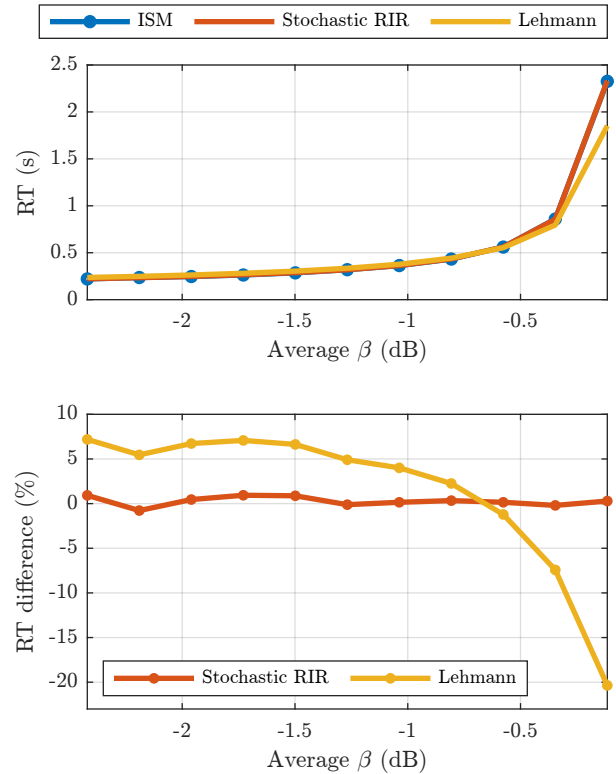 ISM Stochastic RIR Lehmann
2.5
2
1.5
1
0.5
0
RT (s)
-2 -1.5 -1 -0.5
Average β (dB)
10
5
0
-5
-10
-15
-20
RT difference (%)
Stochastic RIR Lehmann
-2 -1.5 -1 -0.5
Average β (dB)